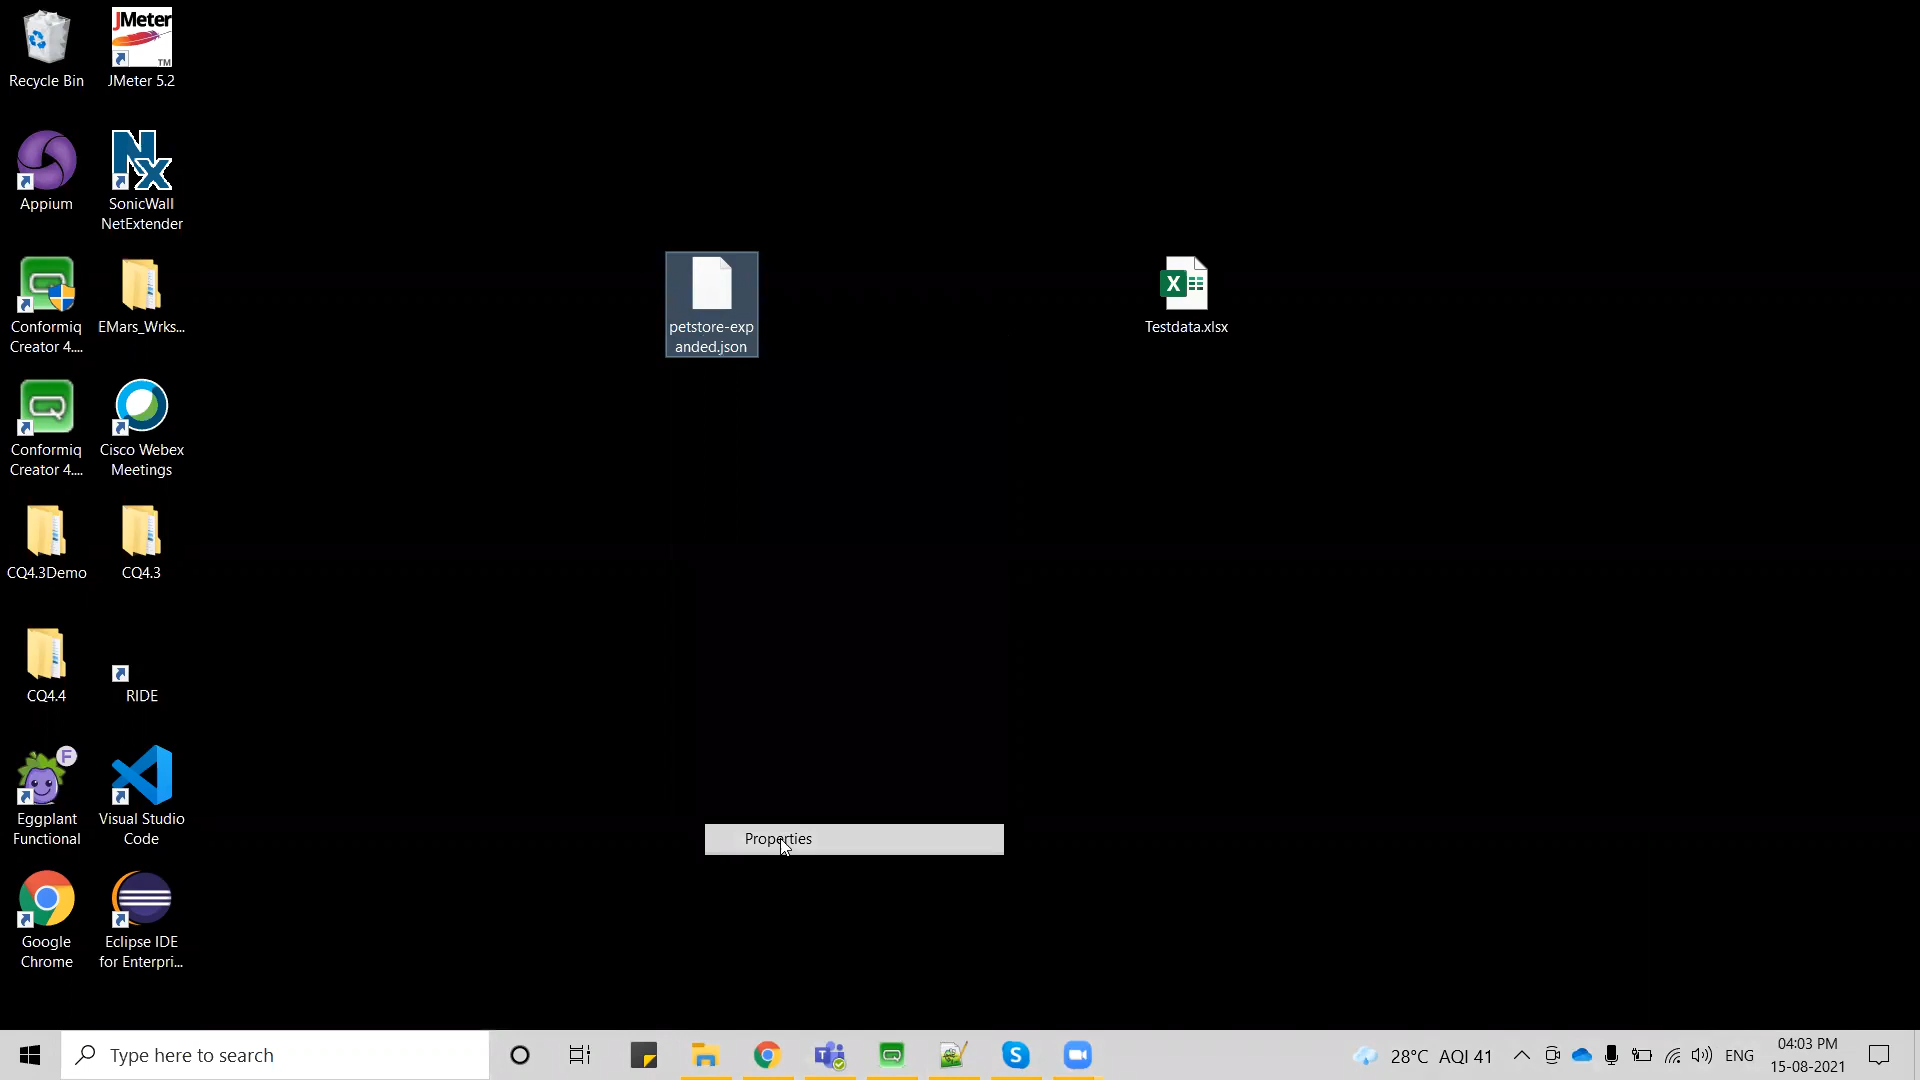 Recycle Bin
JMeter
TM
JMeter 5.2
Appium
SonicWall
NetExtender
Conformiq
Creator 4....
EMars_Wrks...
petstore-exp
anded.json
Testdata.xlsx
Conformiq
Creator 4....
Cisco Webex
Meetings
CQ4.3Demo
CQ4.3
CQ4.4
RIDE
F
Eggplant
Functional
Visual Studio
Code
Properties
Google
Chrome
Eclipse IDE
for Enterpri...
Type here to search
28°C AQI 41
ENG
04:03 PM
15-08-2021